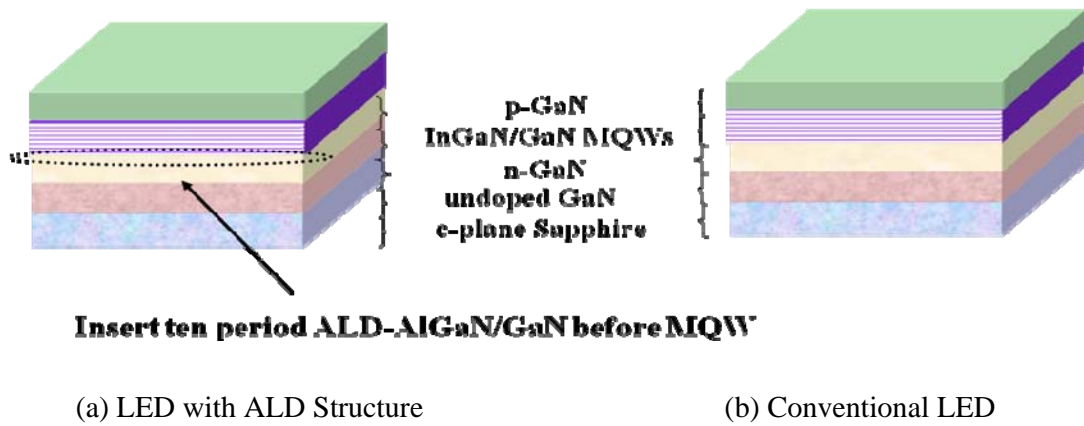 p-GaN
InGaN/GaN MQWs
n-GaN
undoped GaN
c-plane Sapphire
Insert ten period ALD-AlGaN/GaN before MQW
(a) LED with ALD Structure
(b) Conventional LED